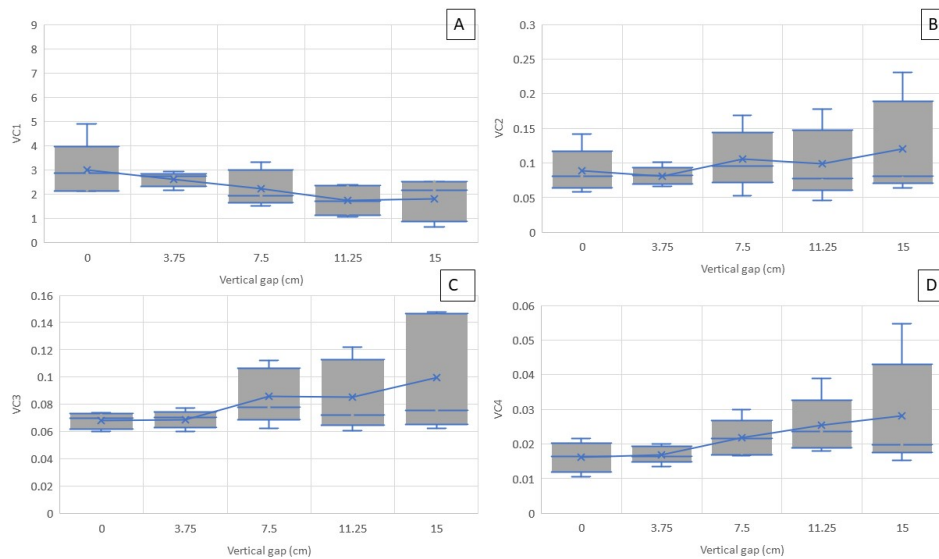 A
9
8
7
6
5
4
3
2
1
0
VC1
0 3.75 7.5 11.25 15
Vertical gap (cm)
B
0.3
0.25
0.2
0.15
0.1
0.05
0
VC2
0 3.75 7.5 11.25 15
Vertical gap (cm)
C
0.16
0.14
0.12
0.1
0.08
0.06
0.04
0.02
0
VC3
0 3.75 7.5 11.25 15
Vertical gap (cm)
D
0.06
0.05
0.04
0.03
0.02
0.01
0
VC4
0 3.75 7.5 11.25 15
Vertical gap (cm)